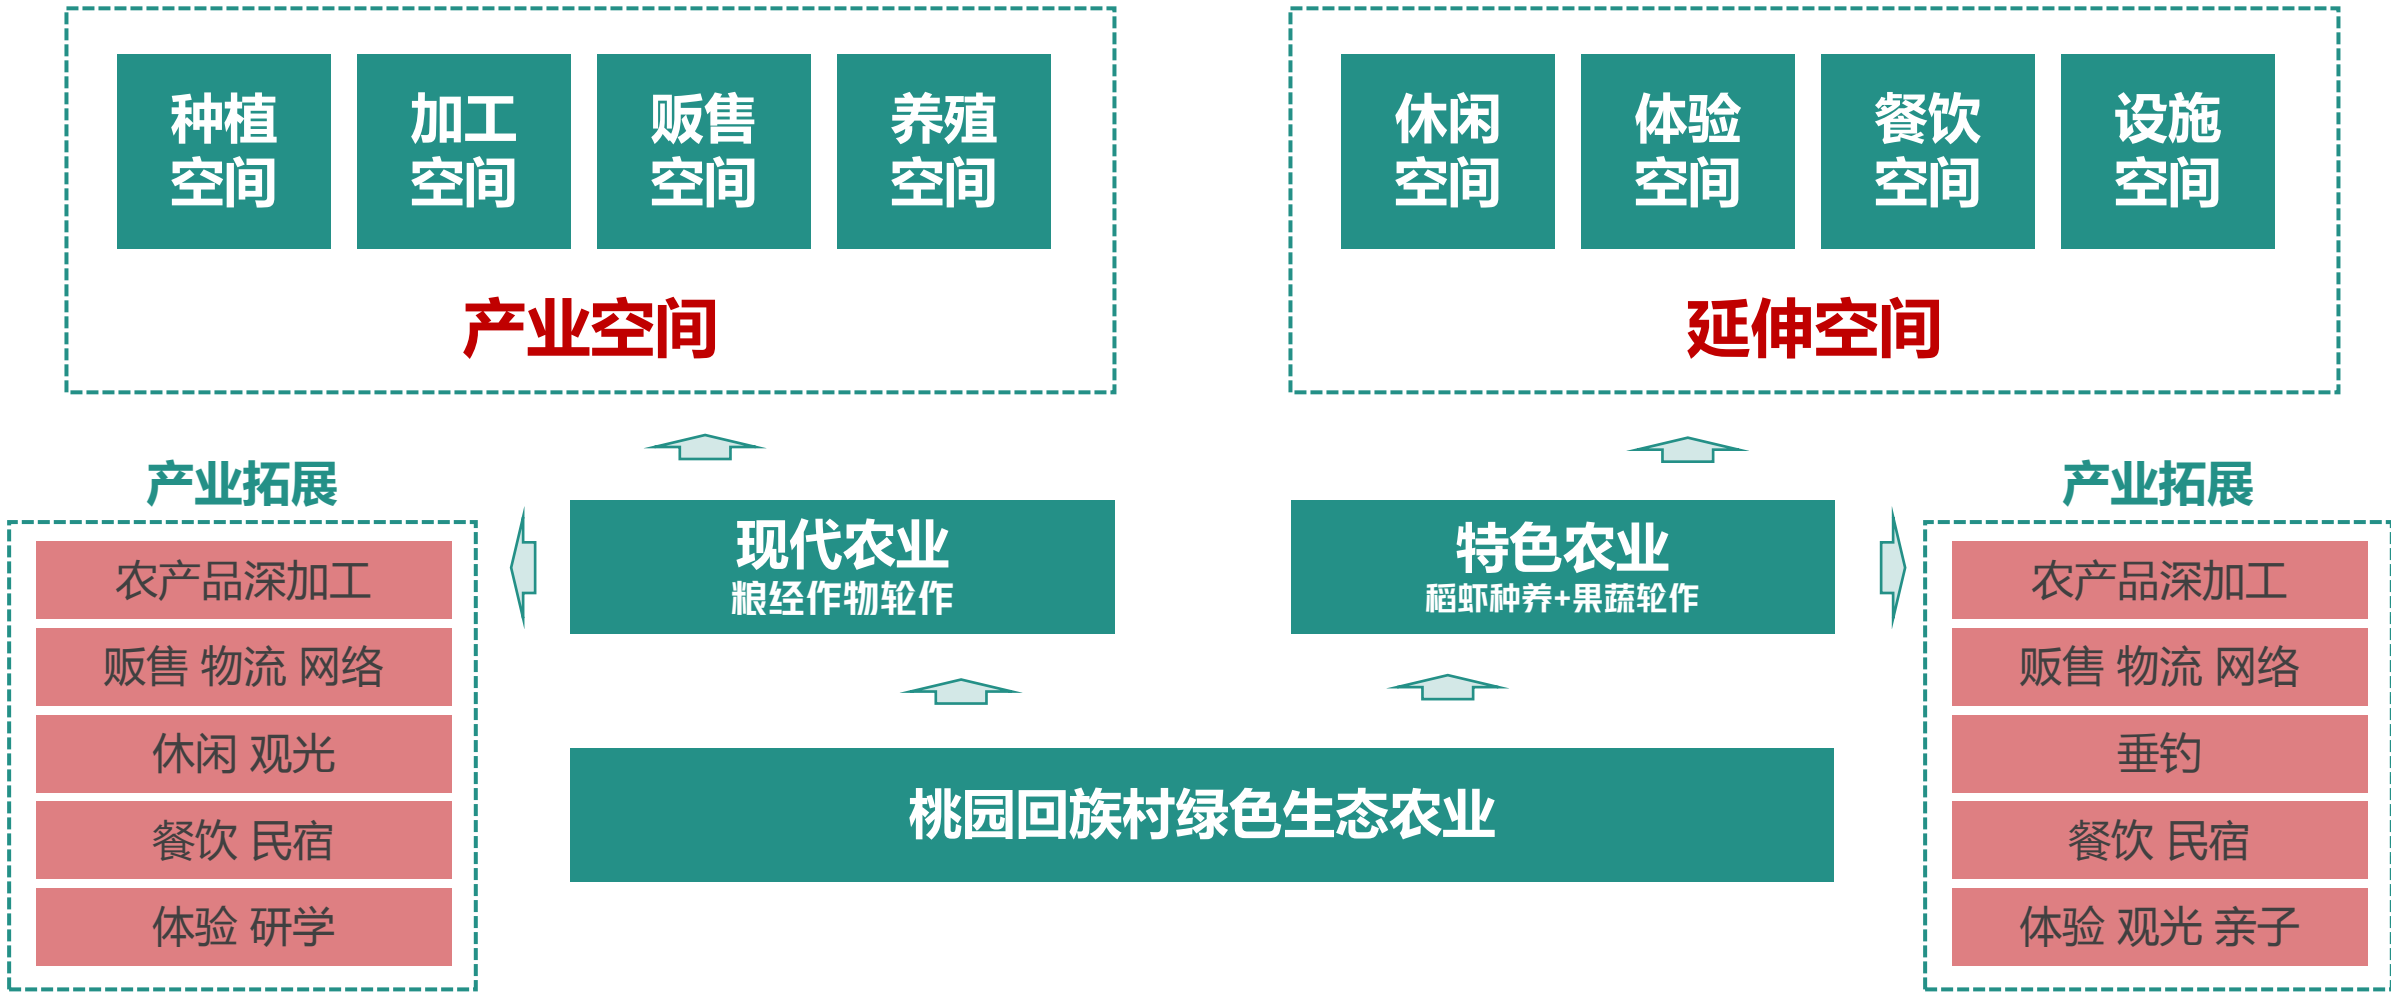 种植
空间
加工
空间
贩售
空间
养殖
空间
产业空间
休闲
空间
体验
空间
餐饮
空间
设施
空间
延伸空间
产业拓展
农产品深加工
贩售 物流 网络
休闲 观光
餐饮 民宿
体验 研学
现代农业
粮经作物轮作
特色农业
稻虾种养+果蔬轮作
桃园回族村绿色生态农业
产业拓展
农产品深加工
贩售 物流 网络
垂钓
餐饮 民宿
体验 观光 亲子